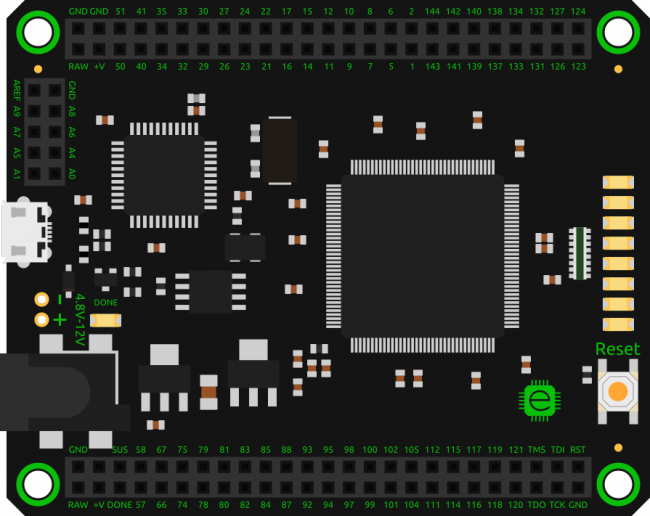 GND GND 51 41 35 33 30 27 24 22 17 15 12 10 8 6 2 144 142 140 138 134 132 127 124
RAW +V 50 40 34 32 29 26 23 21 16 14 11 9 7 5 1 143 141 139 137 133 131 126 123
AREF A9 A7 A5 A1
GND A8 A6 A4 A0
4.8V-12V
- +
DONE
Reset
e
GND SUS 58 67 75 79 81 83 85 88 93 95 98 100 102 105 112 115 117 119 121 TMS TDI RST
RAW +V DONE 57 66 74 78 80 82 84 87 92 94 97 99 101 104 111 114 116 118 120 TDO TCK GND